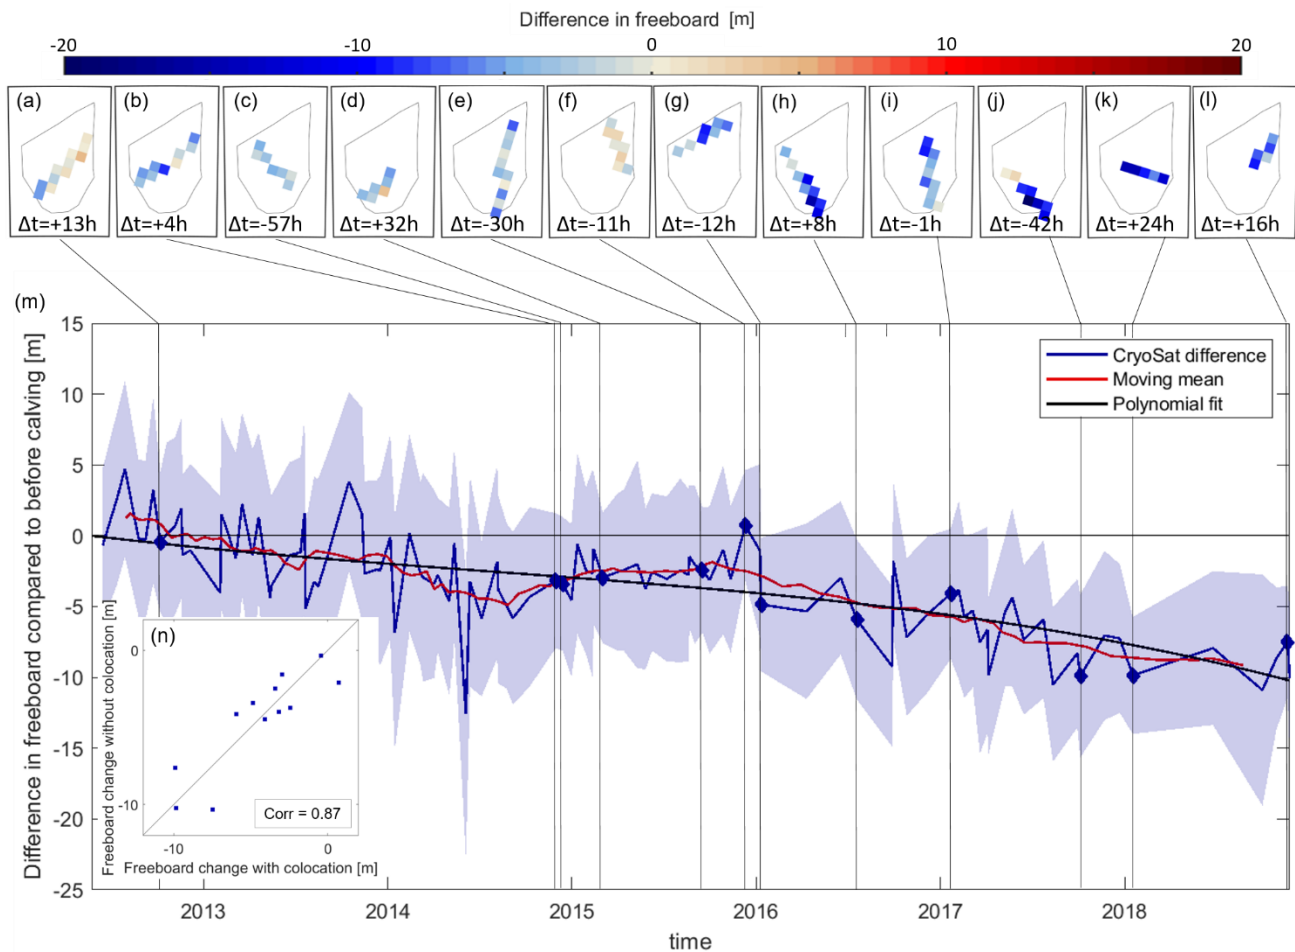 Difference in freeboard [m]
-20 -10 0 10 20
(a) (b) (c) (d) (e) (f) (g) (h) (i) (j) (k) (l)
Δt=+13h Δt=+4h Δt=-57h Δt=+32h Δt=-30h Δt=-11h Δt=-12h Δt=+8h Δt=-1h Δt=-42h Δt=+24h Δt=+16h
(m)
Difference in freeboard compared to before calving [m]
15
10
5
0
-5
-10
-15
-20
-25
CryoSat difference
Moving mean
Polynomial fit
(n)
Freeboard change without colocation [m]
0
-10
Corr = 0.87
-10 0
Freeboard change with colocation [m]
2013 2014 2015 2016 2017 2018
time